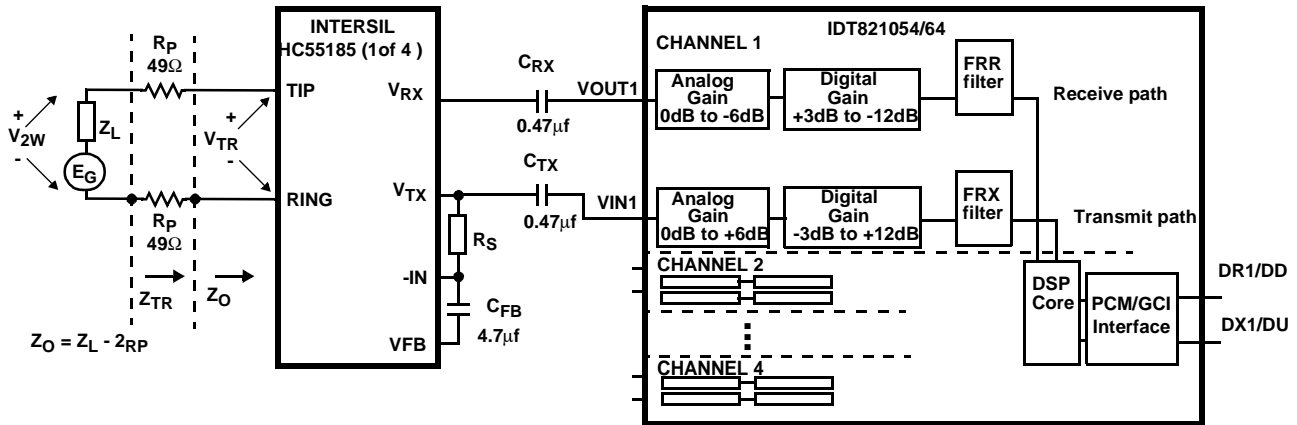 INTERSIL
HC55185 (1of 4 )
RP
49Ω
TIP
VRX
+
V2W
-
ZL
EG
+
VTR
-
RING
VTX
RP
49Ω
RS
-IN
CFB
4.7μf
VFB
ZTR
ZO
ZO = ZL - 2RP
CRX
0.47μf
VOUT1
CTX
0.47μf
VIN1
IDT821054/64
CHANNEL 1
Analog
Gain
0dB to -6dB
Digital
Gain
+3dB to -12dB
FRR
filter
Receive path
Analog
Gain
0dB to +6dB
Digital
Gain
-3dB to +12dB
FRX
filter
Transmit path
CHANNEL 2
CHANNEL 4
DSP
Core
PCM/GCI
Interface
DR1/DD
DX1/DU